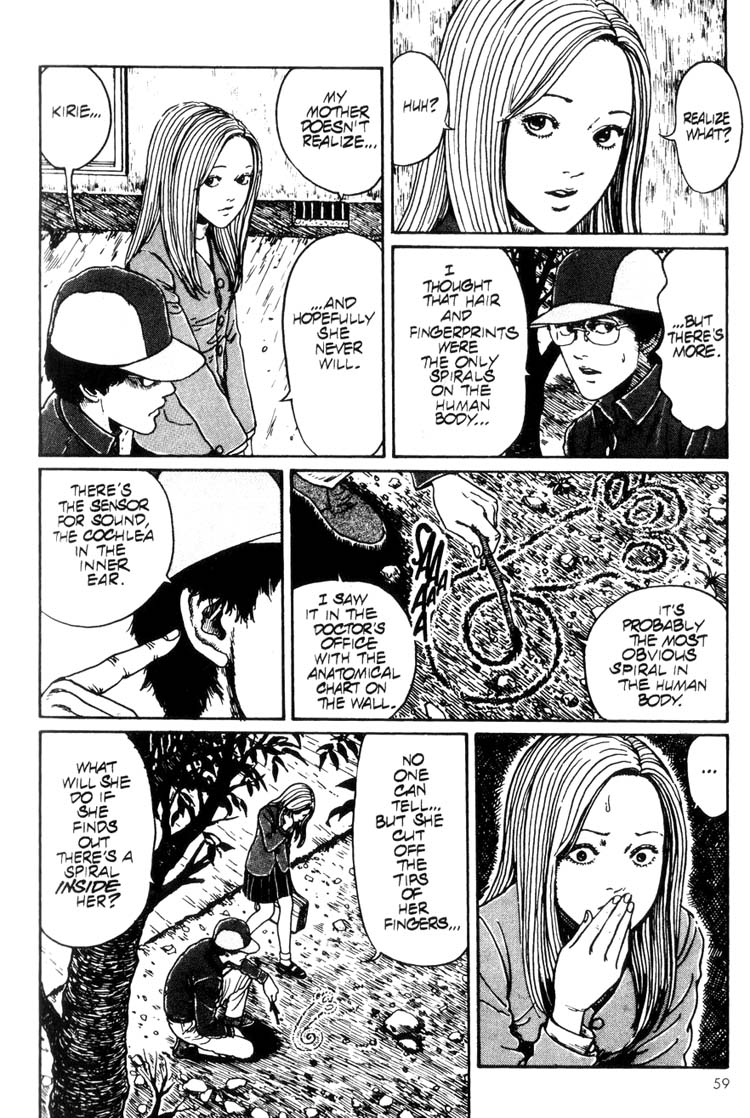 KIRIE...
MY
MOTHER
DOESN'T
REALIZE...
...AND
HOPEFULLY
SHE
NEVER
WILL.
HUH?
REALIZE
WHAT?
...BUT
THERE'S
MORE.
I
THOUGHT
THAT HAIR
AND
FINGERPRINTS
WERE
THE ONLY
SPIRALS
ON THE
HUMAN
BODY...
THERE'S
THE SENSOR
FOR SOUND,
THE COCHLEA
IN THE
INNER
EAR.
I SAW
IT IN THE
DOCTOR'S
OFFICE
WITH THE
ANATOMICAL
CHART ON
THE WALL.
SAA
AAA
AA
A
IT'S
PROBABLY
THE MOST
OBVIOUS
SPIRAL IN
THE HUMAN
BODY.
WHAT
WILL SHE
DO IF
SHE
FINDS
OUT
THERE'S A
SPIRAL
INSIDE
HER?
NO
ONE
CAN
TELL...
BUT SHE
CUT
OFF
THE
TIPS
OF
HER
FINGERS...
...
59